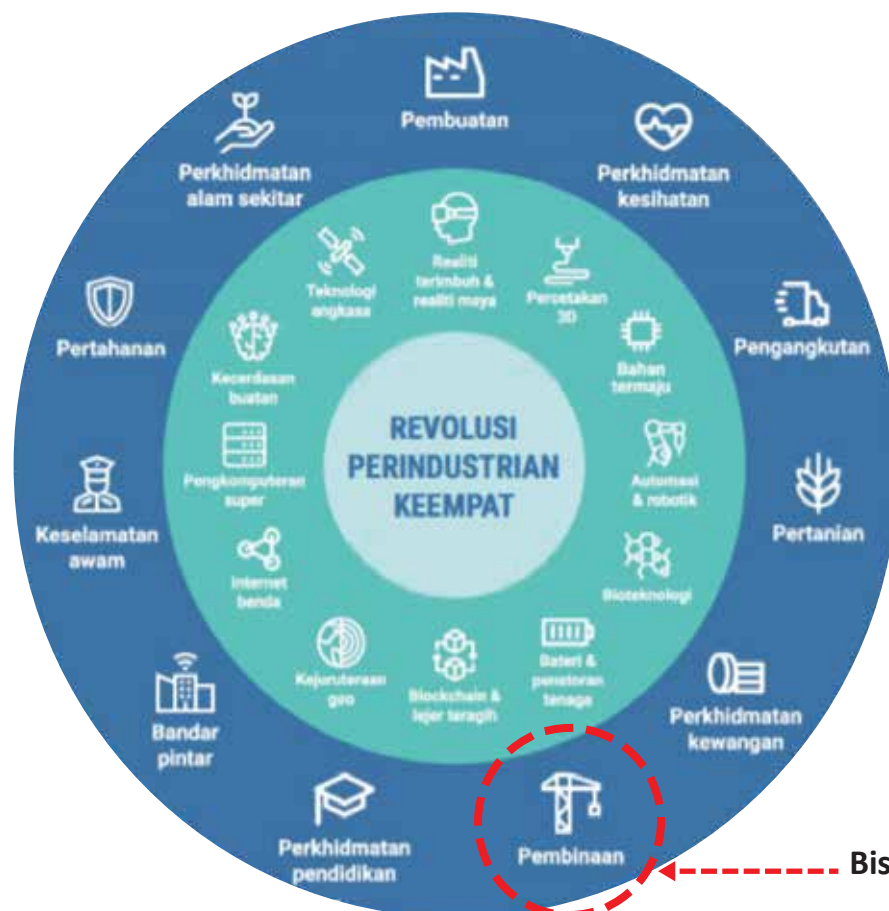 Pembuatan
Perkhidmatan
kesihatan
Pengangkutan
Pertanian
Perkhidmatan
kewangan
Pembinaan
Perkhidmatan
pendidikan
Bandar
pintar
Keselamatan
awam
Pertahanan
Perkhidmatan
alam sekitar
Realiti
terimbuh &
realiti maya
Percetakan
3D
Bahan
termaju
Automasi
& robotik
Bioteknologi
Bateri &
penstoran
tenaga
Blockchain &
lejer teragih
Kejuruteraan
geo
Internet
benda
Pengkomputeran
super
Kecerdasan
buatan
Teknologi
angkasa
REVOLUSI
PERINDUSTRIAN
KEEMPAT
Bis